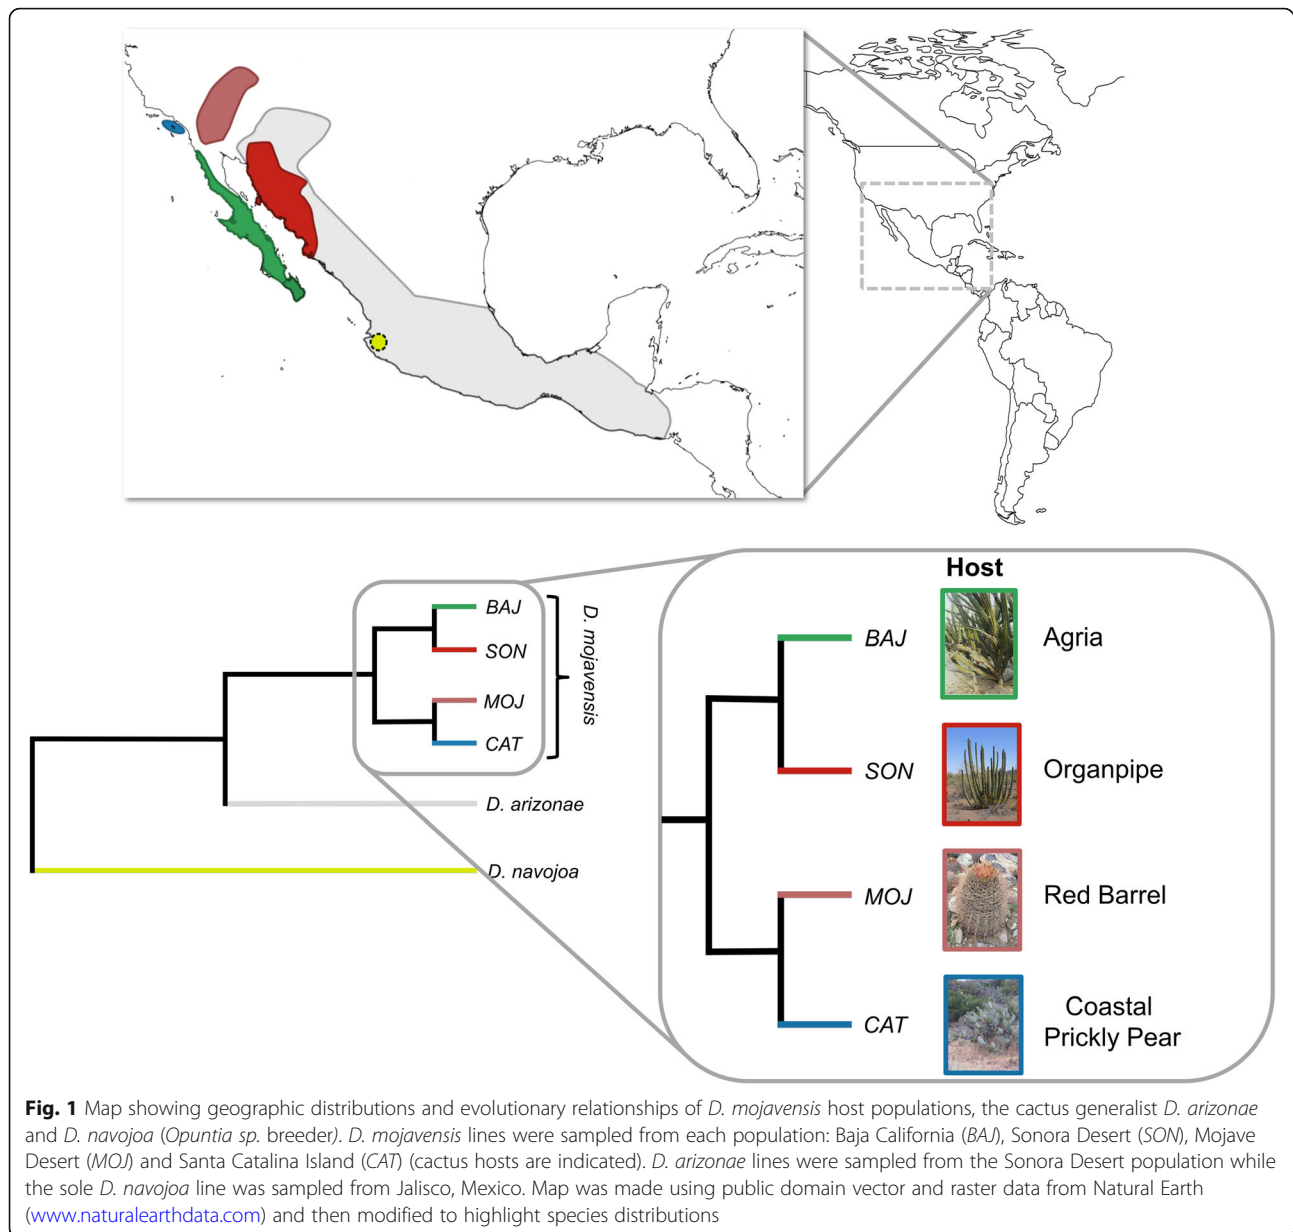 BAJ
SON
MOJ
CAT
D. mojavensis
D. arizonae
D. navojoa
Host
BAJ
Agria
SON
Organpipe
MOJ
Red Barrel
CAT
Coastal
Prickly Pear
Fig. 1 Map showing geographic distributions and evolutionary relationships of D. mojavensis host populations, the cactus generalist D. arizonae
and D. navojoa (Opuntia sp. breeder). D. mojavensis lines were sampled from each population: Baja California (BAJ), Sonora Desert (SON), Mojave
Desert (MOJ) and Santa Catalina Island (CAT) (cactus hosts are indicated). D. arizonae lines were sampled from the Sonora Desert population while
the sole D. navojoa line was sampled from Jalisco, Mexico. Map was made using public domain vector and raster data from Natural Earth
(www.naturalearthdata.com) and then modified to highlight species distributions